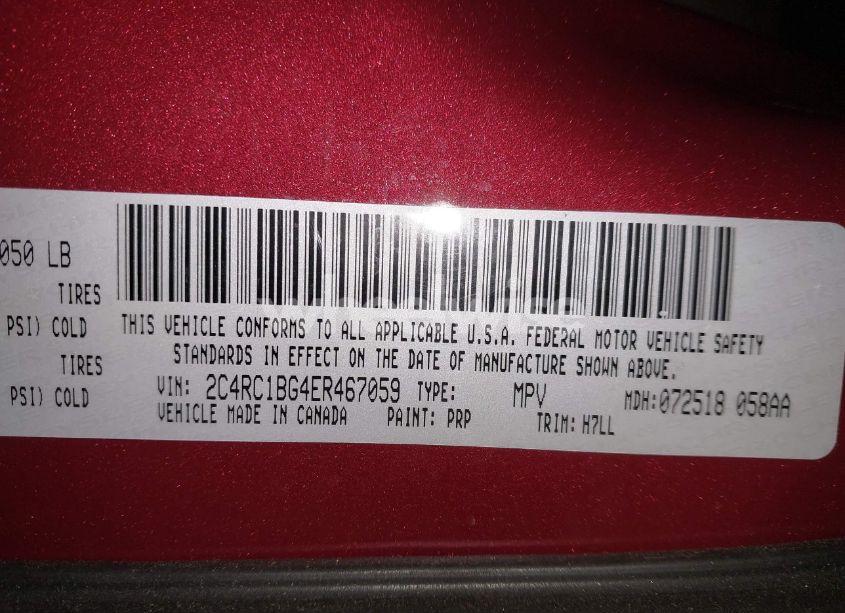 050 LB
TIRES
PSI) COLD
TIRES
PSI) COLD
THIS VEHICLE CONFORMS TO ALL APPLICABLE U.S.A. FEDERAL MOTOR VEHICLE SAFETY
STANDARDS IN EFFECT ON THE DATE OF MANUFACTURE SHOWN ABOVE.
VIN: 2C4RC1BG4ER467059 TYPE: MPV MDH:072518 058AA
VEHICLE MADE IN CANADA PAINT: PRP TRIM: H7LL